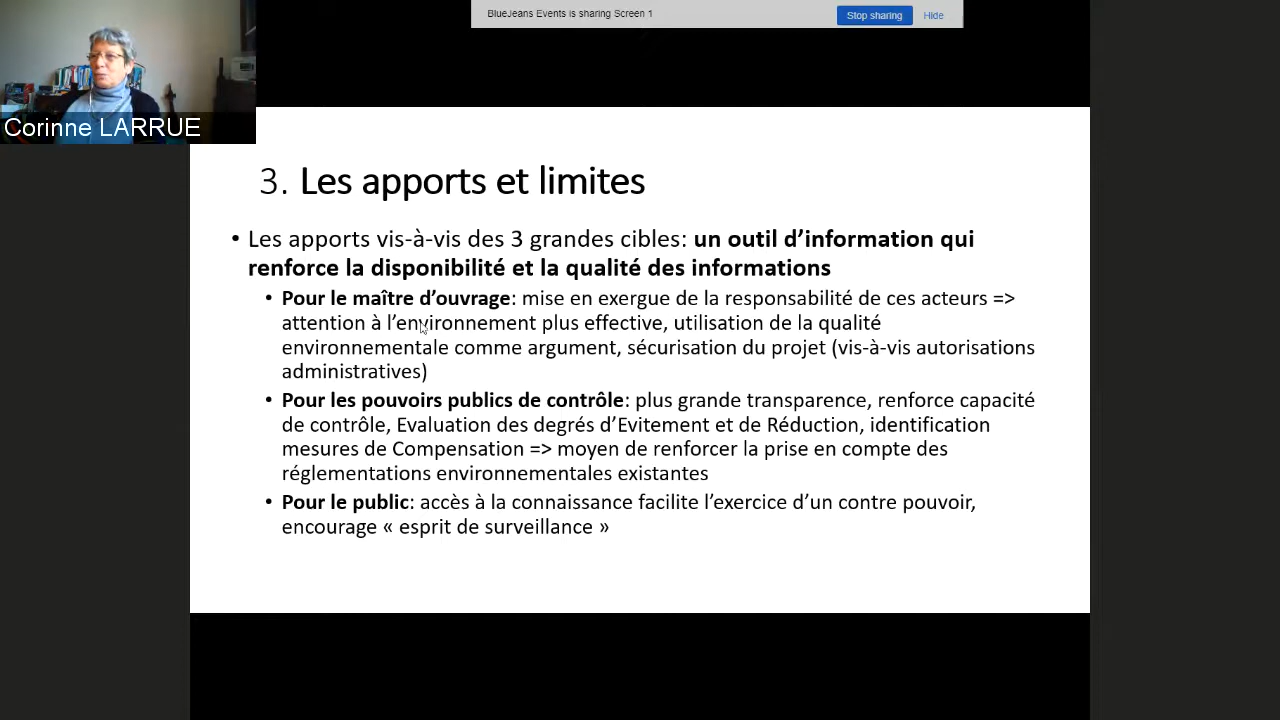 BlueJeans Events is sharing Screen 1
Stop sharing
Hide
Corinne LARRUE
3. Les apports et limites
• Les apports vis-à-vis des 3 grandes cibles: un outil d’information qui
renforce la disponibilité et la qualité des informations
• Pour le maître d’ouvrage: mise en exergue de la responsabilité de ces acteurs =>
attention à l’environnement plus effective, utilisation de la qualité
environnementale comme argument, sécurisation du projet (vis-à-vis autorisations
administratives)
• Pour les pouvoirs publics de contrôle: plus grande transparence, renforce capacité
de contrôle, Evaluation des degrés d’Evitement et de Réduction, identification
mesures de Compensation => moyen de renforcer la prise en compte des
réglementations environnementales existantes
• Pour le public: accès à la connaissance facilite l’exercice d’un contre pouvoir,
encourage « esprit de surveillance »